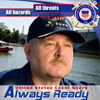 All hazards All threats
United States Coast Guard
Always Ready